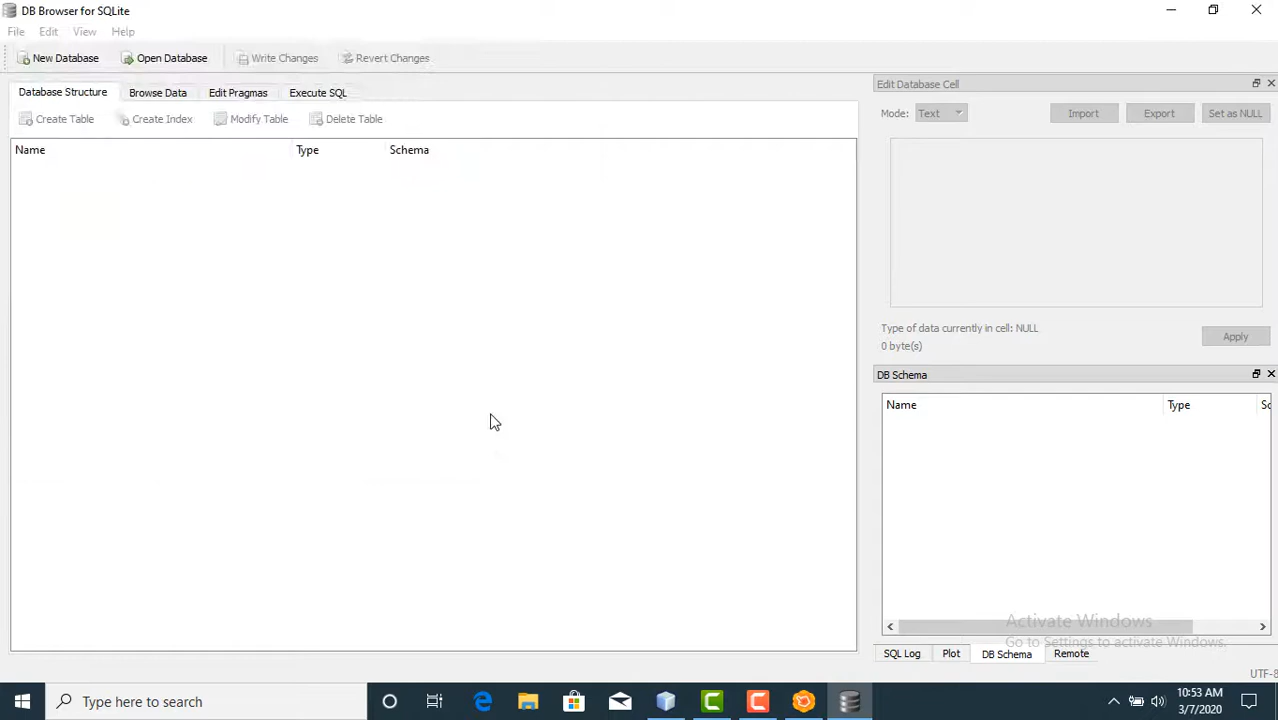 DB Browser for SQLite
File Edit View Help
New Database Open Database Write Changes Revert Changes
Database Structure Browse Data Edit Pragmas Execute SQL
Create Table Create Index Modify Table Delete Table
Name Type Schema
Edit Database Cell
Mode: Text Import Export Set as NULL
Type of data currently in cell: NULL
0 byte(s)
Apply
DB Schema
Name Type Sc
Activate Windows
Go to Settings to activate Windows.
SQL Log Plot DB Schema Remote
UTF-8
Type here to search
10:53 AM
3/7/2020